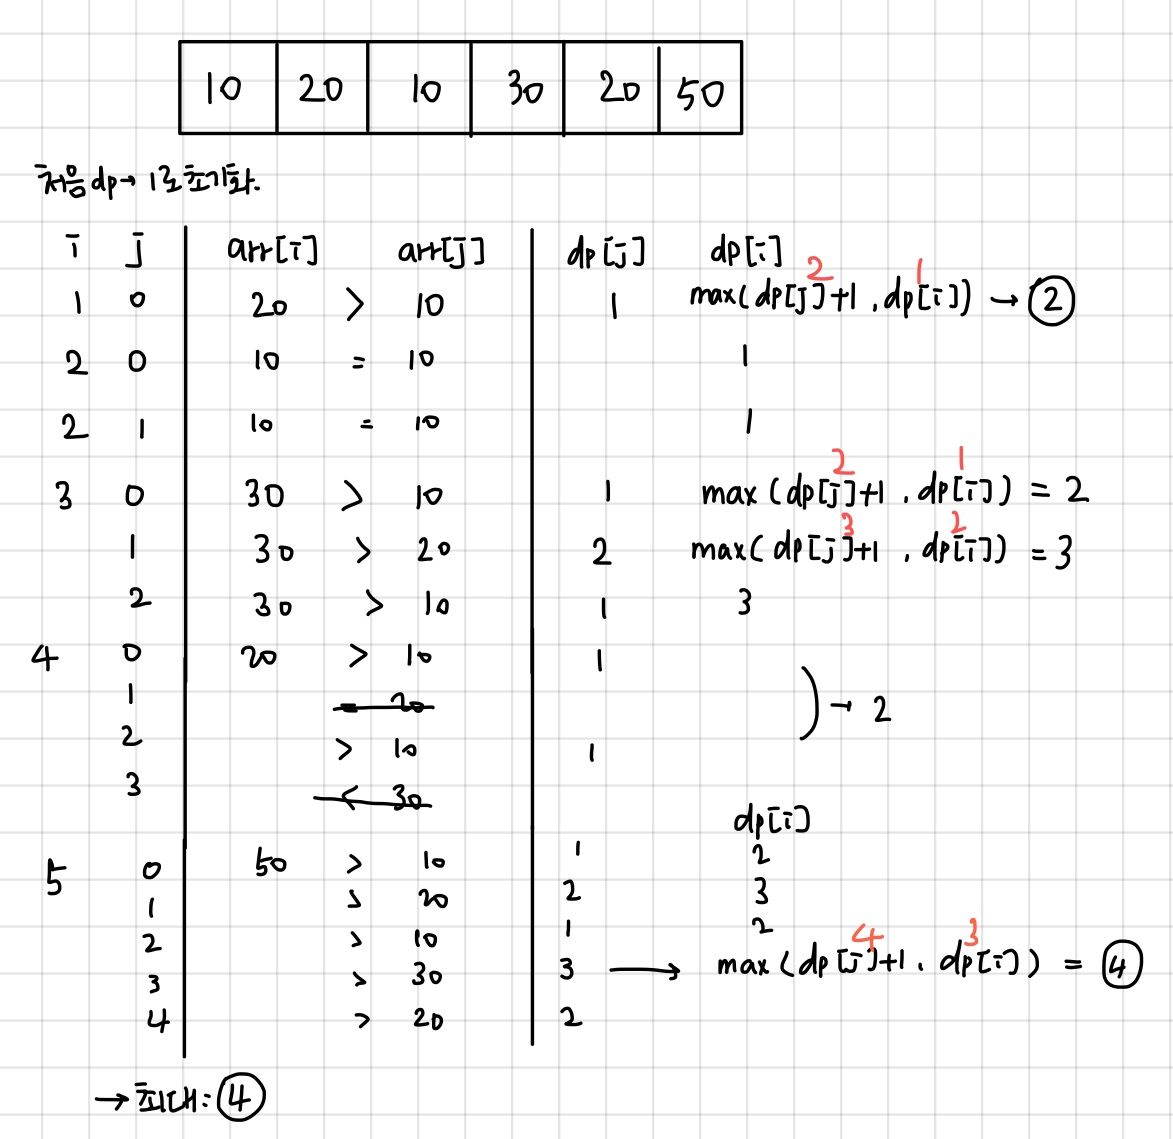 10 20 10 30 20 50
처음 dp → 1로 초기화.
i j arr[i] arr[j] dp[j] dp[i]
2 1
1 0 20 > 10 1 max(dp[j]+1, dp[i]) → 2
2 0 10 = 10 1
2 1 10 = 10 1
2 1
3 0 30 > 10 1 max(dp[j]+1, dp[i]) = 2
3 2
1 30 > 20 2 max(dp[j]+1, dp[i]) = 3
2 30 > 10 1 3
4 0 20 > 10 1
1 = 20
) → 2
2 > 10 1
3 < 30
dp[i]
5 0 50 > 10 1 2
1 > 20 2 3
2 > 10 1 2
4 3
3 > 30 3 → max(dp[j]+1, dp[i]) = 4
4 > 20 2
→ 최대: 4